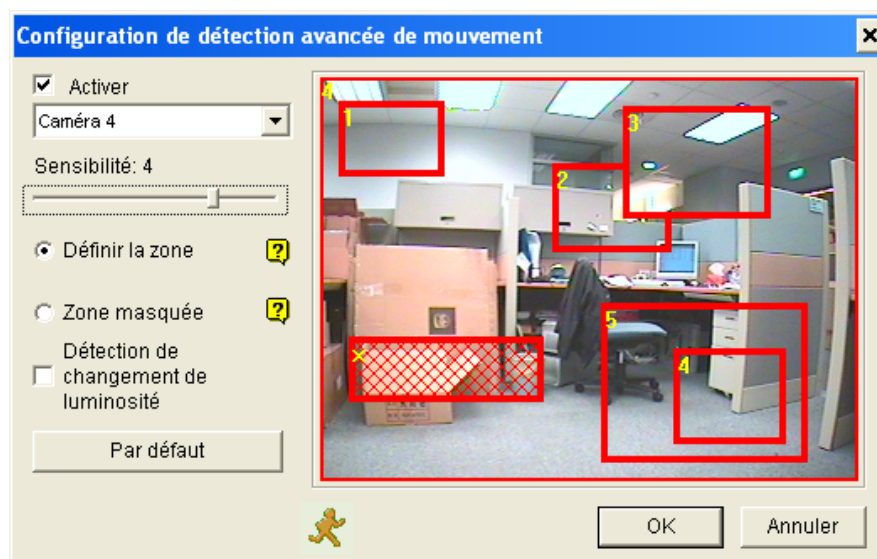 Configuration de détection avancée de mouvement
Activer
Caméra 4
Sensibilité: 4
Définir la zone
?
Zone masquée
?
Détection de
changement de
luminosité
Par défaut
4
1
3
2
5
4
OK
Annuler